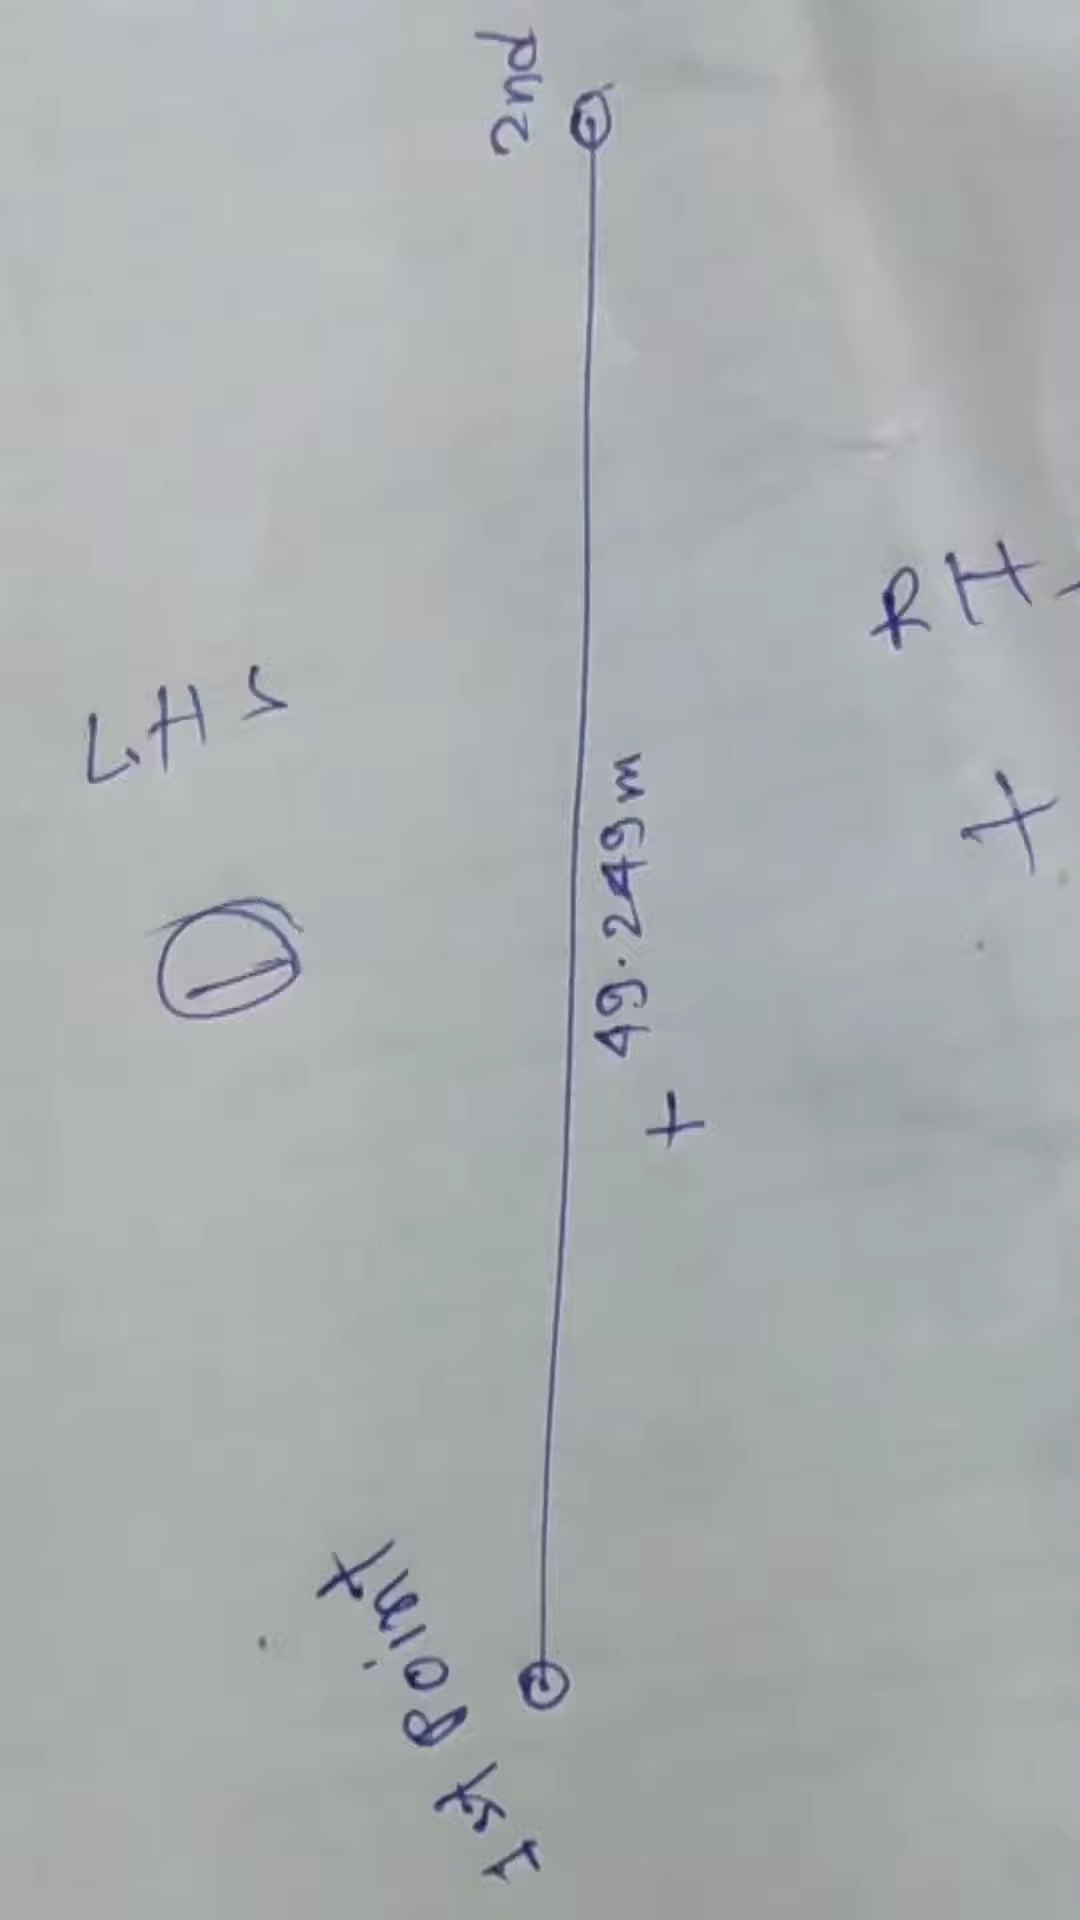 2nd
RH
LHS
+
-
+ 49.249m
1st Point